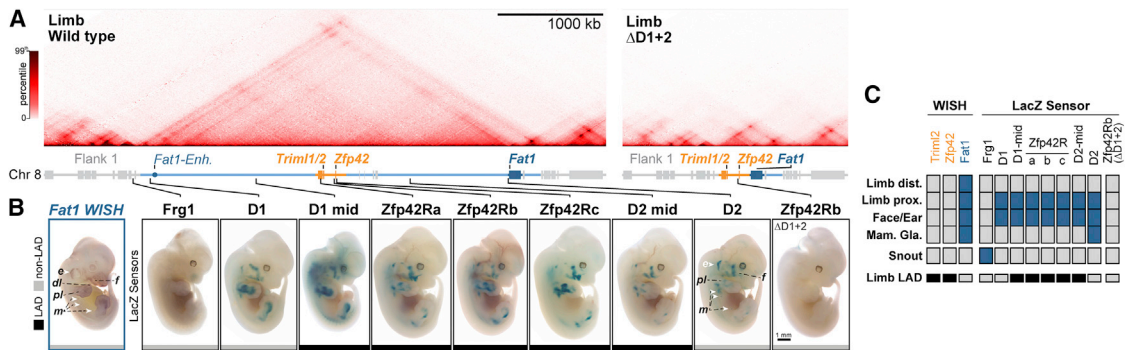 A
Limb
Wild type
1000 kb
Limb
ΔD1+2
99th
percentile
0
Flank 1
Fat1-Enh.
Triml1/2
Zfp42
Fat1
Flank 1
Triml1/2
Zfp42
Fat1
Chr 8
B
Fat1 WISH
Frg1
D1
D1 mid
Zfp42Ra
Zfp42Rb
Zfp42Rc
D2 mid
D2
Zfp42Rb
ΔD1+2
LAD
non-LAD
LacZ Sensors
e
dl
pl
m
f
e
pl
m
f
1 mm
C
WISH
LacZ Sensor
Triml2
Zfp42
Fat1
Frg1
D1
D1-mid
Zfp42R
a
b
c
D2-mid
D2
Zfp42Rb
(ΔD1+2)
Limb dist.
Limb prox.
Face/Ear
Mam. Gla.
Snout
Limb LAD